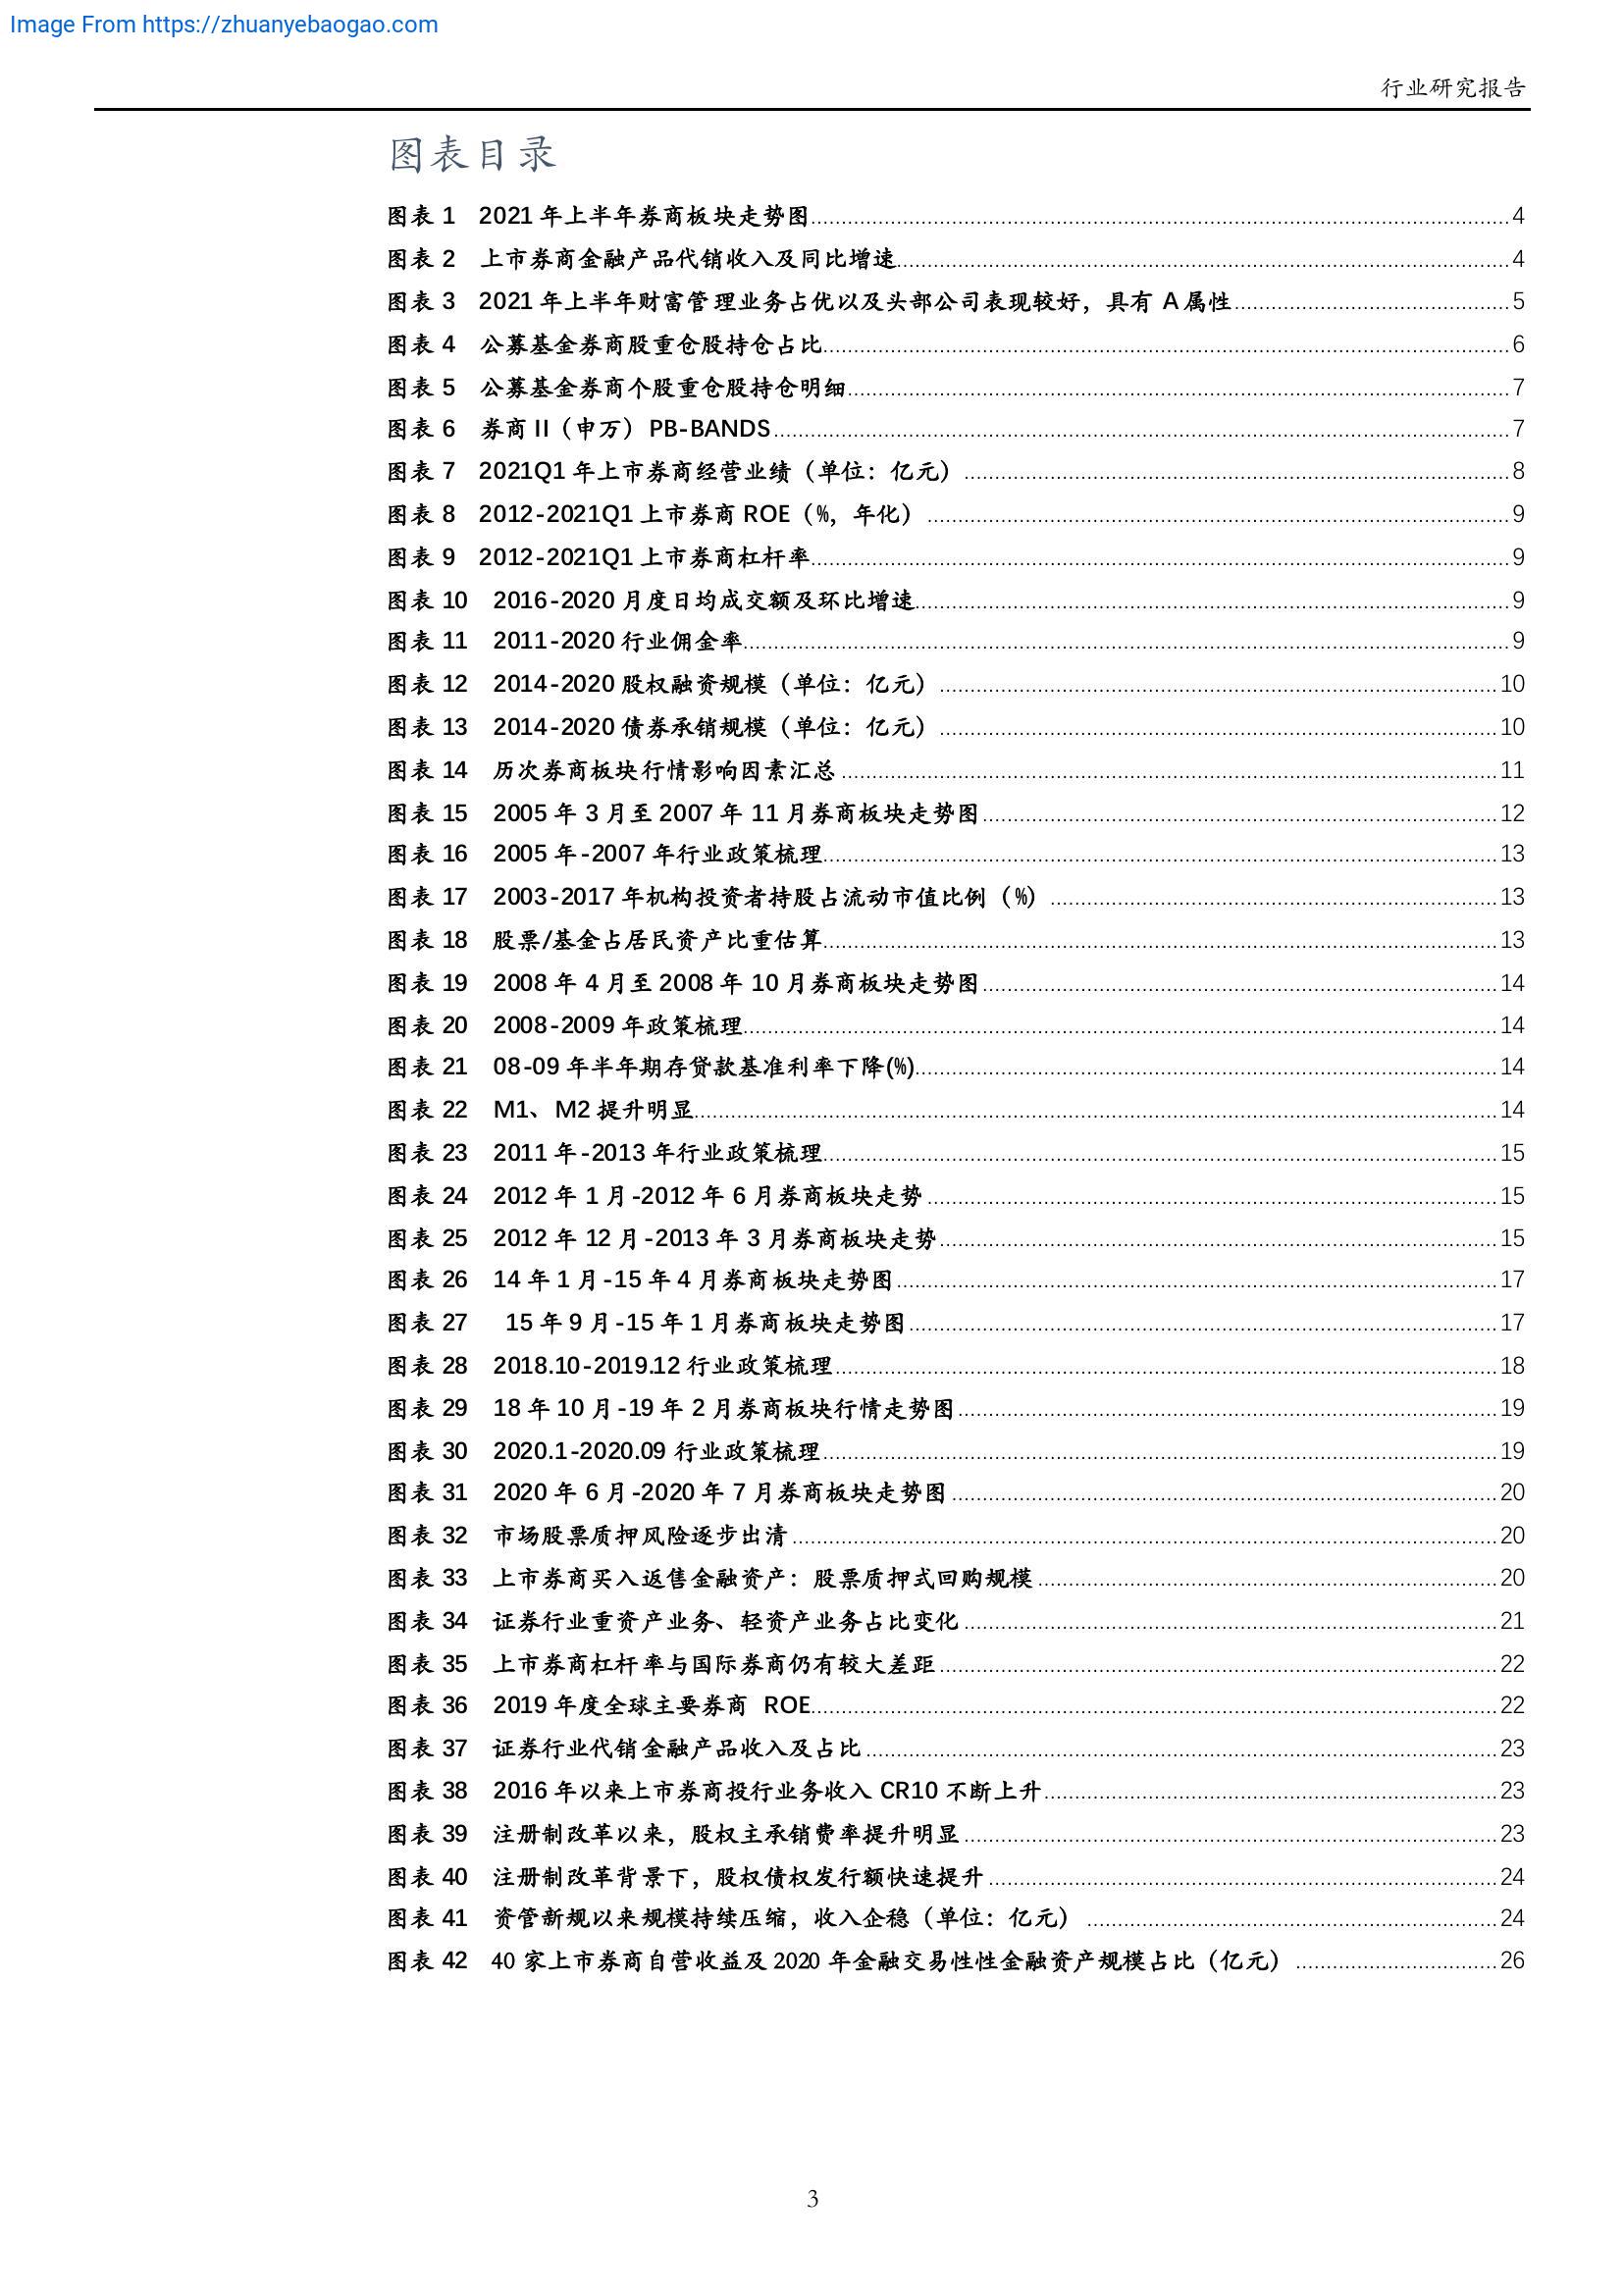 Image From https://zhuanyebaogao.com
行业研究报告
图表目录
图表 1 2021 年上半年券商板块走势图 4
图表 2 上市券商金融产品代销收入及同比增速 4
图表 3 2021 年上半年财富管理业务占优以及头部公司表现较好，具有 A 属性 5
图表 4 公募基金券商股重仓股持仓占比 6
图表 5 公募基金券商个股重仓股持仓明细 7
图表 6 券商 II（申万）PB-BANDS 7
图表 7 2021Q1 年上市券商经营业绩（单位：亿元） 8
图表 8 2012-2021Q1 上市券商 ROE（%，年化） 9
图表 9 2012-2021Q1 上市券商杠杆率 9
图表 10 2016-2020 月度日均成交额及环比增速 9
图表 11 2011-2020 行业佣金率 9
图表 12 2014-2020 股权融资规模（单位：亿元） 10
图表 13 2014-2020 债券承销规模（单位：亿元） 10
图表 14 历次券商板块行情影响因素汇总 11
图表 15 2005 年 3 月至 2007 年 11 月券商板块走势图 12
图表 16 2005 年-2007 年行业政策梳理 13
图表 17 2003-2017 年机构投资者持股占流动市值比例（%） 13
图表 18 股票/基金占居民资产比重估算 13
图表 19 2008 年 4 月至 2008 年 10 月券商板块走势图 14
图表 20 2008-2009 年政策梳理 14
图表 21 08-09 年半年期存贷款基准利率下降(%) 14
图表 22 M1、M2 提升明显 14
图表 23 2011 年-2013 年行业政策梳理 15
图表 24 2012 年 1 月-2012 年 6 月券商板块走势 15
图表 25 2012 年 12 月-2013 年 3 月券商板块走势 15
图表 26 14 年 1 月-15 年 4 月券商板块走势图 17
图表 27 15 年 9 月-15 年 1 月券商板块走势图 17
图表 28 2018.10-2019.12 行业政策梳理 18
图表 29 18 年 10 月-19 年 2 月券商板块行情走势图 19
图表 30 2020.1-2020.09 行业政策梳理 19
图表 31 2020 年 6 月-2020 年 7 月券商板块走势图 20
图表 32 市场股票质押风险逐步出清 20
图表 33 上市券商买入返售金融资产：股票质押式回购规模 20
图表 34 证券行业重资产业务、轻资产业务占比变化 21
图表 35 上市券商杠杆率与国际券商仍有较大差距 22
图表 36 2019 年度全球主要券商 ROE 22
图表 37 证券行业代销金融产品收入及占比 23
图表 38 2016 年以来上市券商投行业务收入 CR10 不断上升 23
图表 39 注册制改革以来，股权主承销费率提升明显 23
图表 40 注册制改革背景下，股权债权发行额快速提升 24
图表 41 资管新规以来规模持续压缩，收入企稳（单位：亿元） 24
图表 42 40 家上市券商自营收益及 2020 年金融交易性性金融资产规模占比（亿元） 26
3